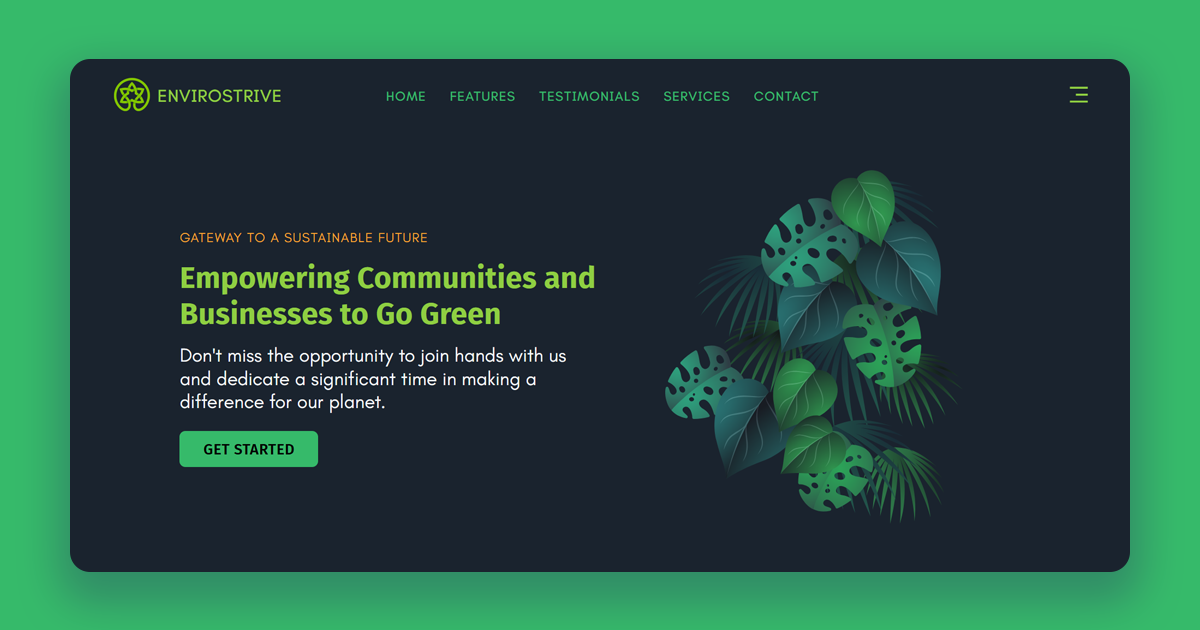 ENVIROSTRIVE
HOME FEATURES TESTIMONIALS SERVICES CONTACT
GATEWAY TO A SUSTAINABLE FUTURE
Empowering Communities and
Businesses to Go Green
Don't miss the opportunity to join hands with us
and dedicate a significant time in making a
difference for our planet.
GET STARTED